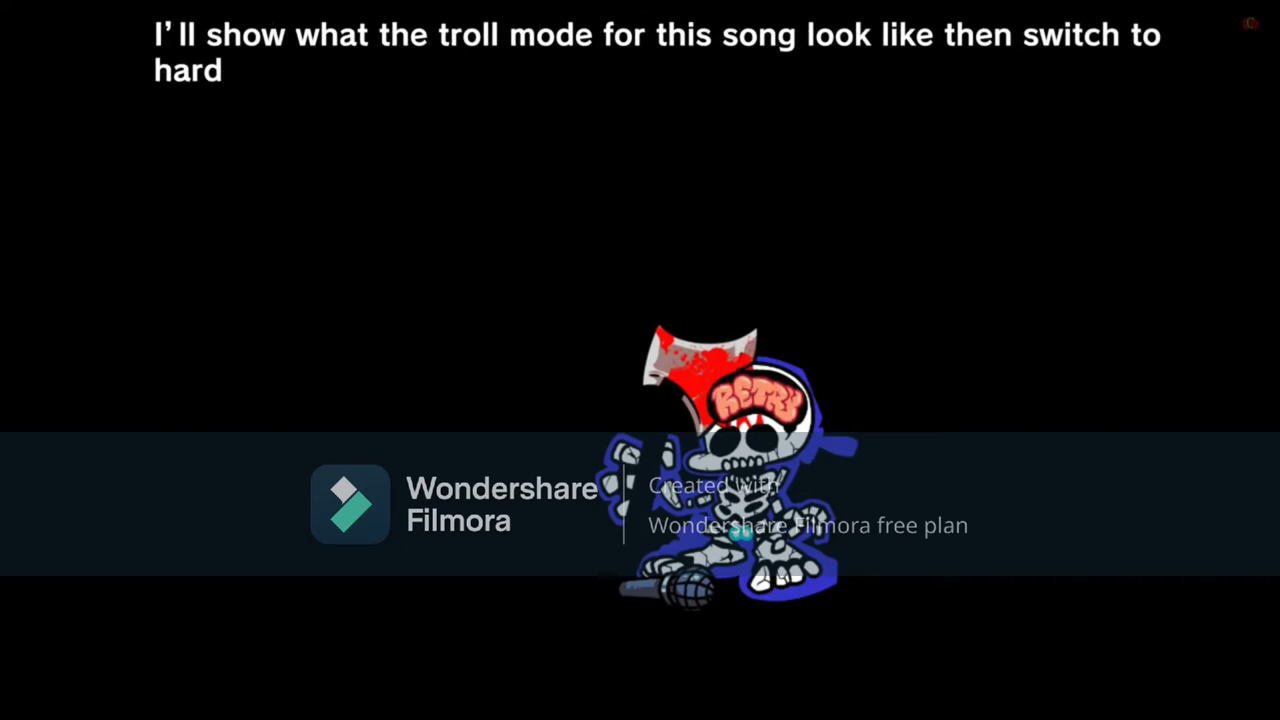 I'll show what the troll mode for this song look like then switch to
hard
C
RETRY
Wondershare
Filmora
Created with
Wondershare Filmora free plan